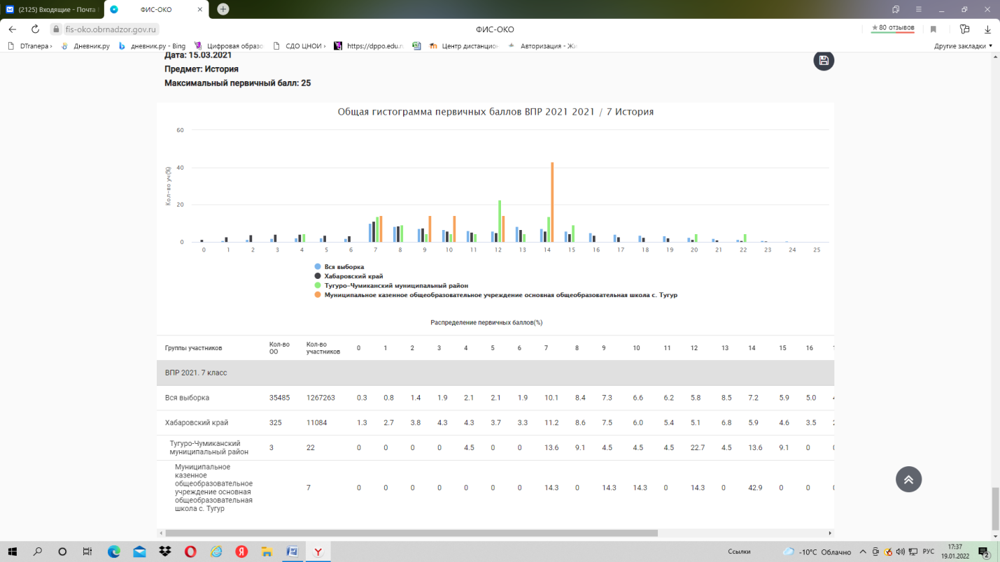 (2125) Входящие - Почта
ФИС-ОКО
fis-oko.obrnadzor.gov.ru
ФИС-ОКО
★ 80 отзывов
DTгапера ›
Дневник.ру
дневник.ру - Bing
Цифровая образо
СДО ЦНОИ ›
https://dppo.edu.ru
Центр дистанцион
Авторизация - Жи
Другие закладки ▾
Дата: 15.03.2021
Предмет: История
Максимальный первичный балл: 25
Общая гистограмма первичных баллов ВПР 2021 2021 / 7 История
Кол-во уч(%)
60
40
20
0
0 1 2 3 4 5 6 7 8 9 10 11 12 13 14 15 16 17 18 19 20 21 22 23 24 25
Вся выборка
Хабаровский край
Тугуро-Чумиканский муниципальный район
Муниципальное казенное общеобразовательное учреждение основная общеобразовательная школа с. Тугур
Распределение первичных баллов(%)
Группы участников Кол-во ОО Кол-во участников 0 1 2 3 4 5 6 7 8 9 10 11 12 13 14 15 16
ВПР 2021. 7 класс
Вся выборка 35485 1267263 0.3 0.8 1.4 1.9 2.1 2.1 1.9 10.1 8.4 7.3 6.6 6.2 5.8 8.5 7.2 5.9 5.0
Хабаровский край 325 11084 1.3 2.7 3.8 4.3 4.3 3.7 3.3 11.2 8.6 7.5 6.0 5.4 5.1 6.8 5.9 4.6 3.5
Тугуро-Чумиканский
муниципальный район 3 22 0 0 0 0 4.5 0 0 13.6 9.1 4.5 4.5 4.5 22.7 4.5 13.6 9.1 0
Муниципальное
казенное
общеобразовательное
учреждение основная
общеобразовательная
школа с. Тугур
7 0 0 0 0 0 0 0 14.3 0 14.3 14.3 0 14.3 0 42.9 0 0
Ссылки
-10°C Облачно
РУС
17:37
19.01.2022
2